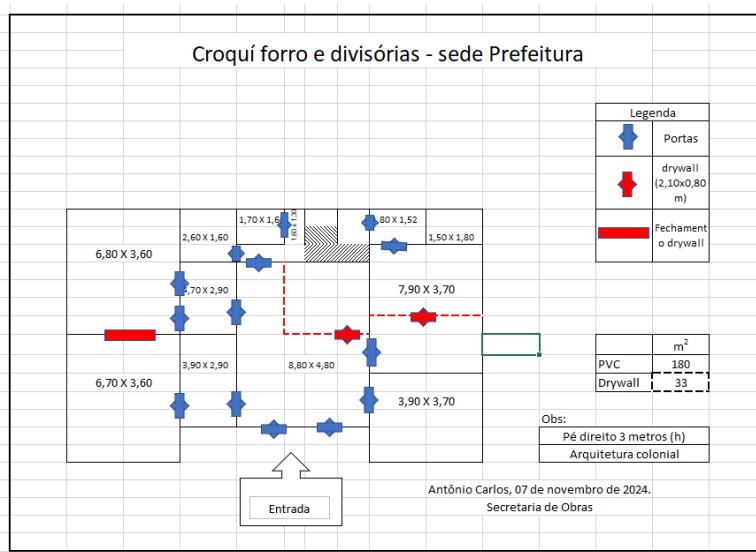 Croquí forro e divisórias - sede Prefeitura
Legenda
Portas
drywall
(2,10x0,80
m)
Fechament
o drywall
1,70 X 1,6
1,60 X 1,30
,80 X 1,52
2,60 X 1,60
1,50 X 1,80
6,80 X 3,60
,70 X 2,90
7,90 X 3,70
3,90 X 2,90
8,80 X 4,80
6,70 X 3,60
3,90 X 3,70
m²
PVC 180
Drywall 33
Obs:
Pé direito 3 metros (h)
Arquitetura colonial
Antônio Carlos, 07 de novembro de 2024.
Secretaria de Obras
Entrada